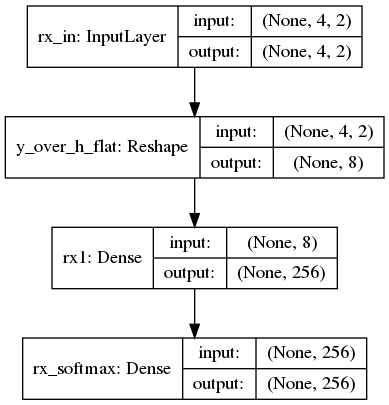 rx_in: InputLayer
input: (None, 4, 2)
output: (None, 4, 2)
y_over_h_flat: Reshape
input: (None, 4, 2)
output: (None, 8)
rx1: Dense
input: (None, 8)
output: (None, 256)
rx_softmax: Dense
input: (None, 256)
output: (None, 256)